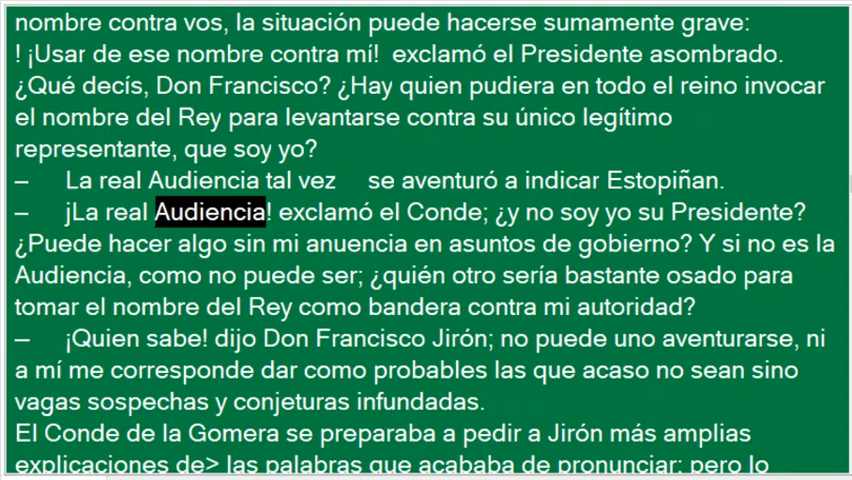 nombre contra vos, la situación puede hacerse sumamente grave:
! ¡Usar de ese nombre contra mí!  exclamó el Presidente asombrado.
¿Qué decís, Don Francisco? ¿Hay quien pudiera en todo el reino invocar
el nombre del Rey para levantarse contra su único legítimo
representante, que soy yo?
–    La real Audiencia tal vez    se aventuró a indicar Estopiñan.
–    jLa real Audiencia! exclamó el Conde; ¿y no soy yo su Presidente?
¿Puede hacer algo sin mi anuencia en asuntos de gobierno? Y si no es la
Audiencia, como no puede ser; ¿quién otro sería bastante osado para
tomar el nombre del Rey como bandera contra mi autoridad?
–    ¡Quien sabe! dijo Don Francisco Jirón; no puede uno aventurarse, ni
a mí me corresponde dar como probables las que acaso no sean sino
vagas sospechas y conjeturas infundadas.
El Conde de la Gomera se preparaba a pedir a Jirón más amplias
explicaciones de> las palabras que acababa de pronunciar; pero lo